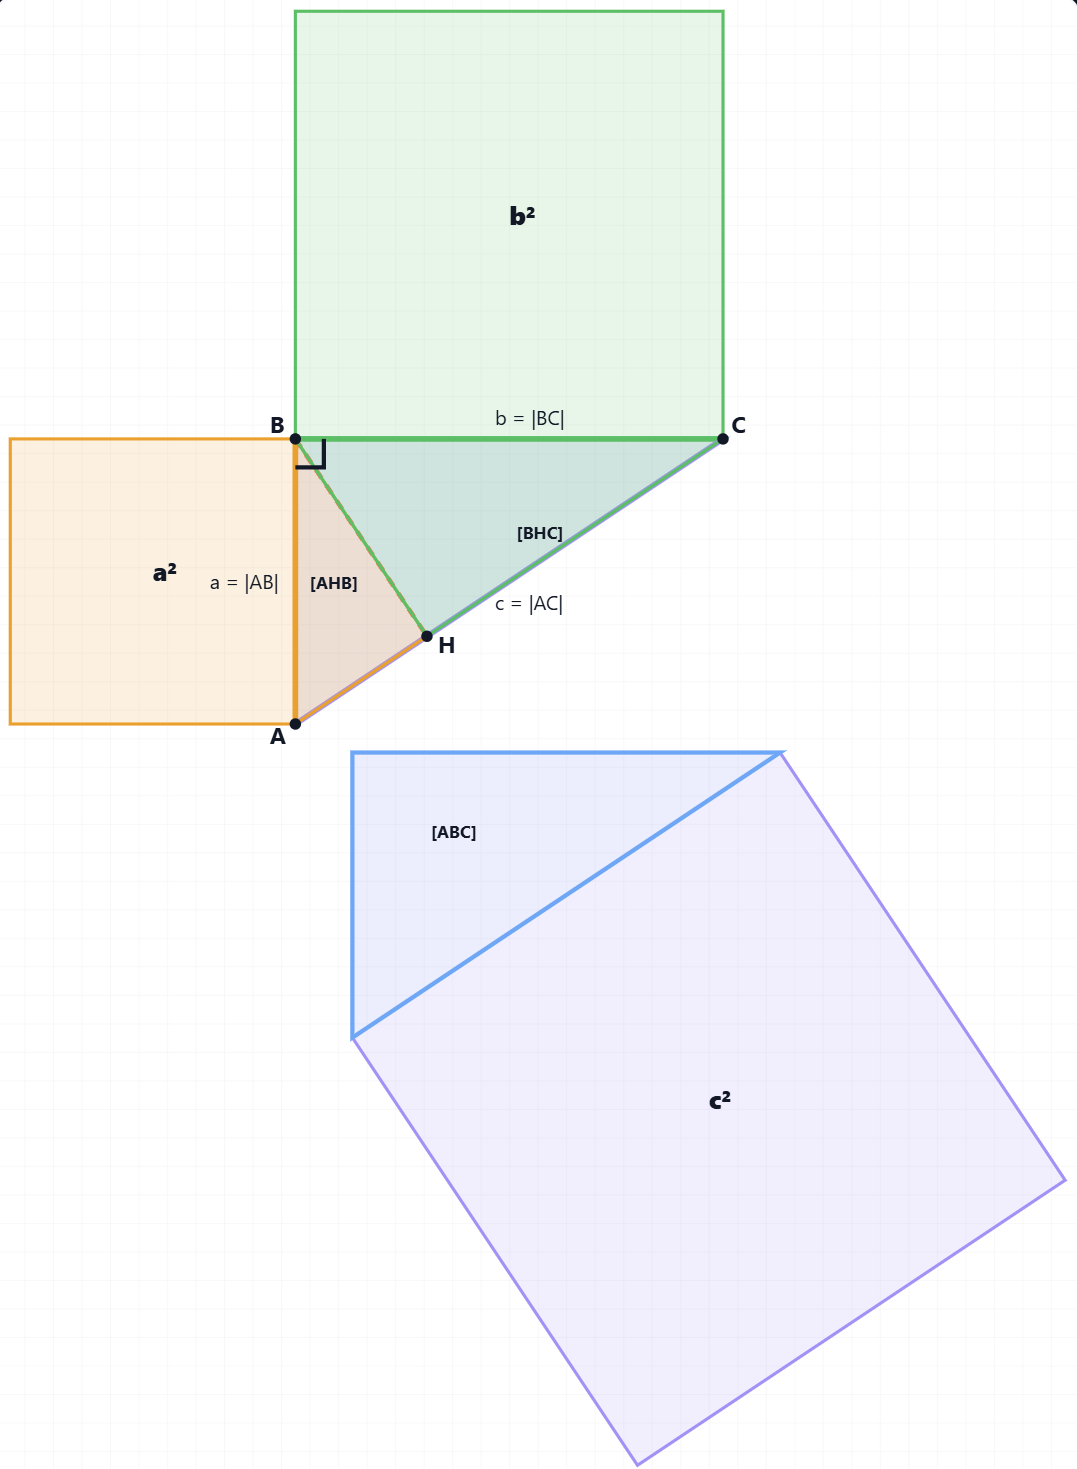 b²
b = |BC|
B
C
a²
a = |AB|
[AHB]
[BHC]
c = |AC|
H
A
[ABC]
c²